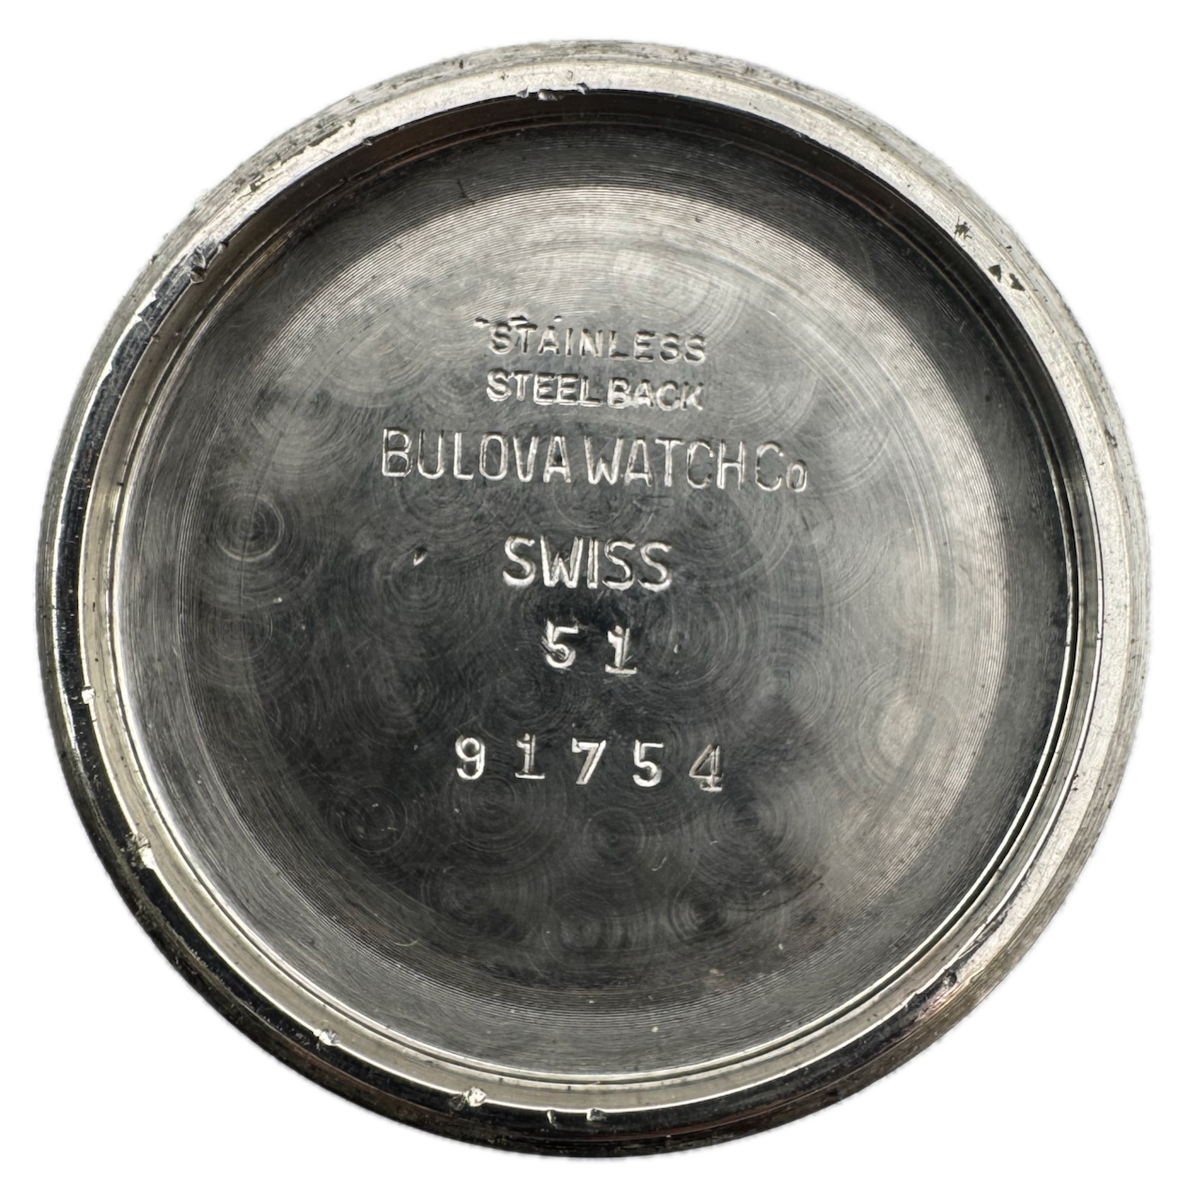 STAINLESS
STEEL BACK
BULOVA WATCH Co
SWISS
51
91754